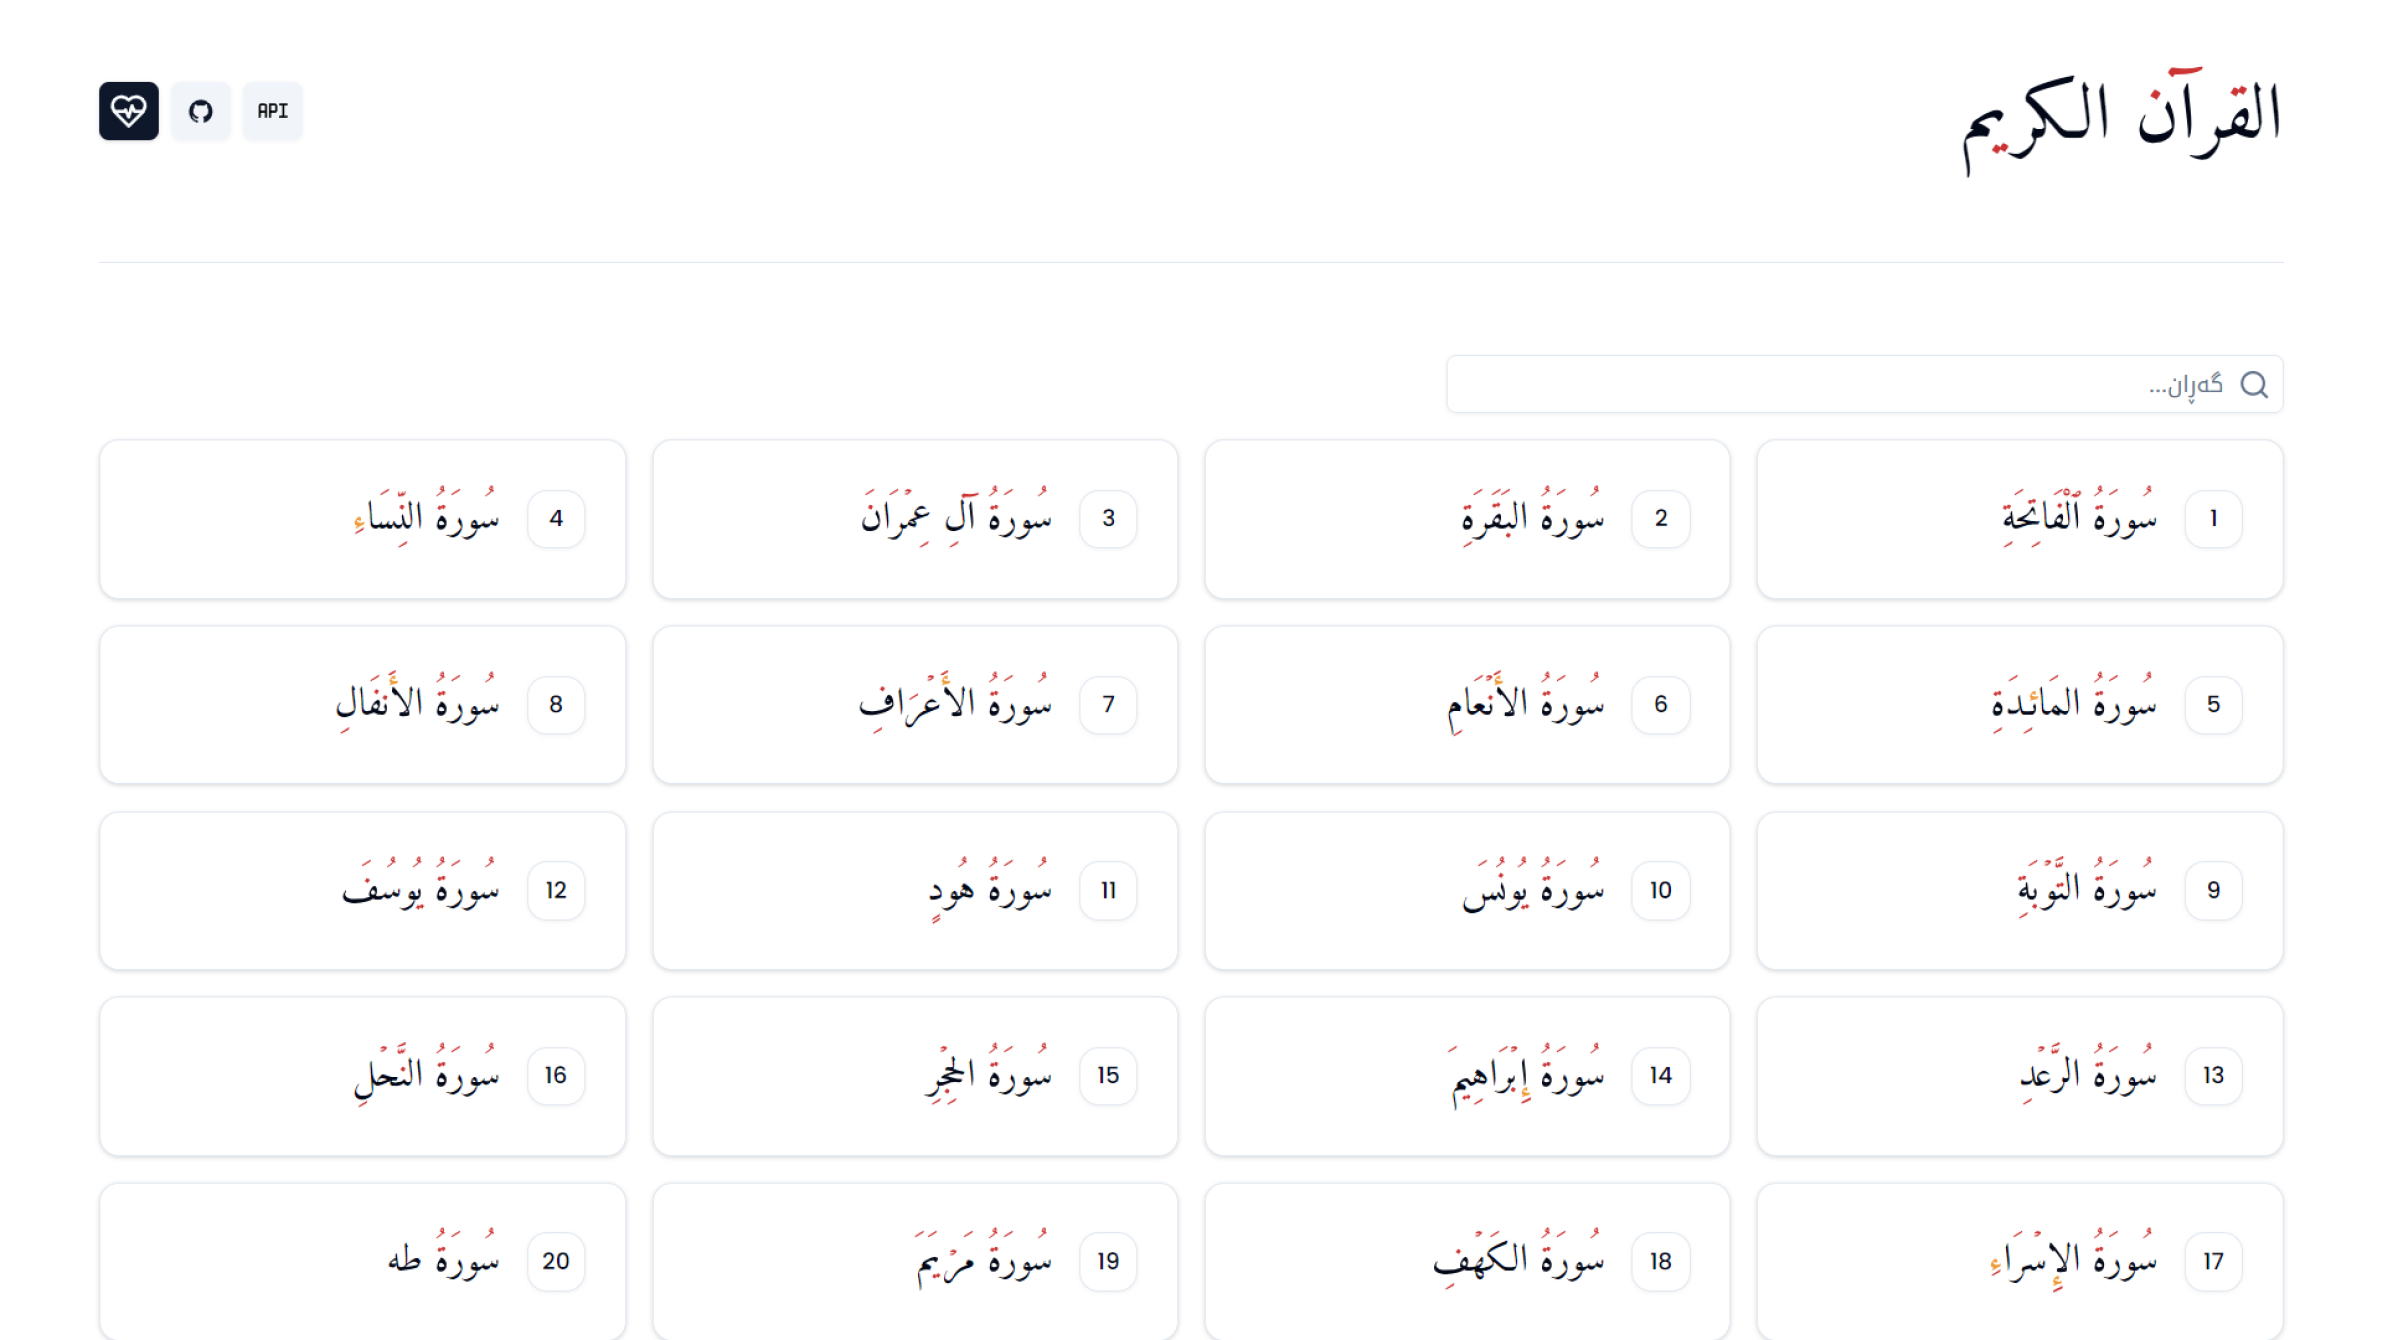 القرآن الكريم
API
گەڕان...
1 سُورَةُ ٱلْفَاتِحَةِ
2 سُورَةُ البَقَرَةِ
3 سُورَةُ آلِ عِمۡرَانَ
4 سُورَةُ النِّسَاءِ
5 سُورَةُ المَائـِدَةِ
6 سُورَةُ الأَنۡعَامِ
7 سُورَةُ الأَعۡرَافِ
8 سُورَةُ الأَنفَالِ
9 سُورَةُ التَّوۡبَةِ
10 سُورَةُ يُونُسَ
11 سُورَةُ هُودٍ
12 سُورَةُ يُوسُفَ
13 سُورَةُ الرَّعۡدِ
14 سُورَةُ إِبۡرَاهِيمَ
15 سُورَةُ الحِجۡرِ
16 سُورَةُ النَّحۡلِ
17 سُورَةُ الإِسۡرَاءِ
18 سُورَةُ الكَهۡفِ
19 سُورَةُ مَرۡيَمَ
20 سُورَةُ طه